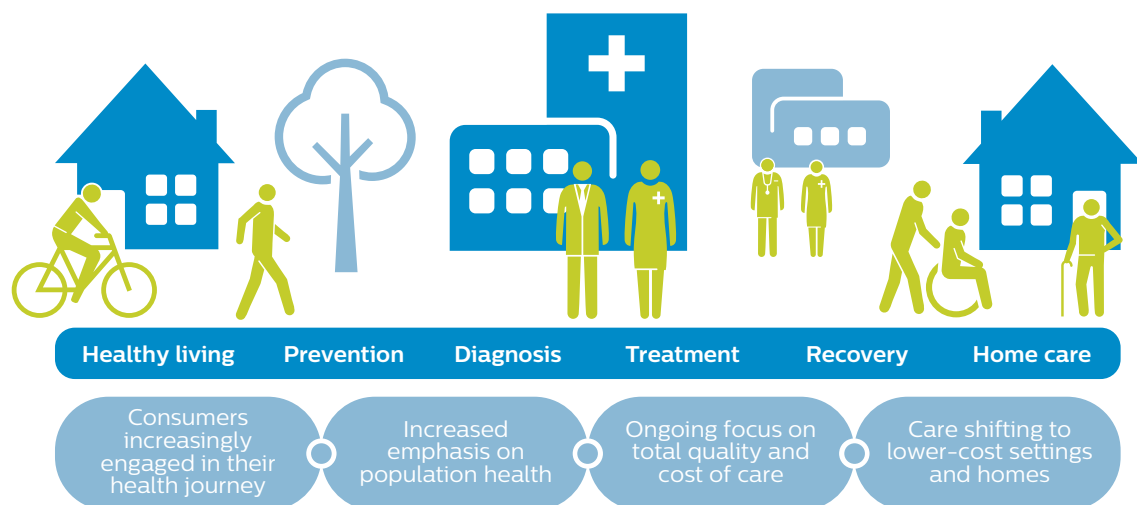 Healthy living Prevention Diagnosis Treatment Recovery Home care
Consumers
increasingly
engaged in their
health journey
Increased
emphasis on
population health
Ongoing focus on
total quality and
cost of care
Care shifting to
lower-cost settings
and homes